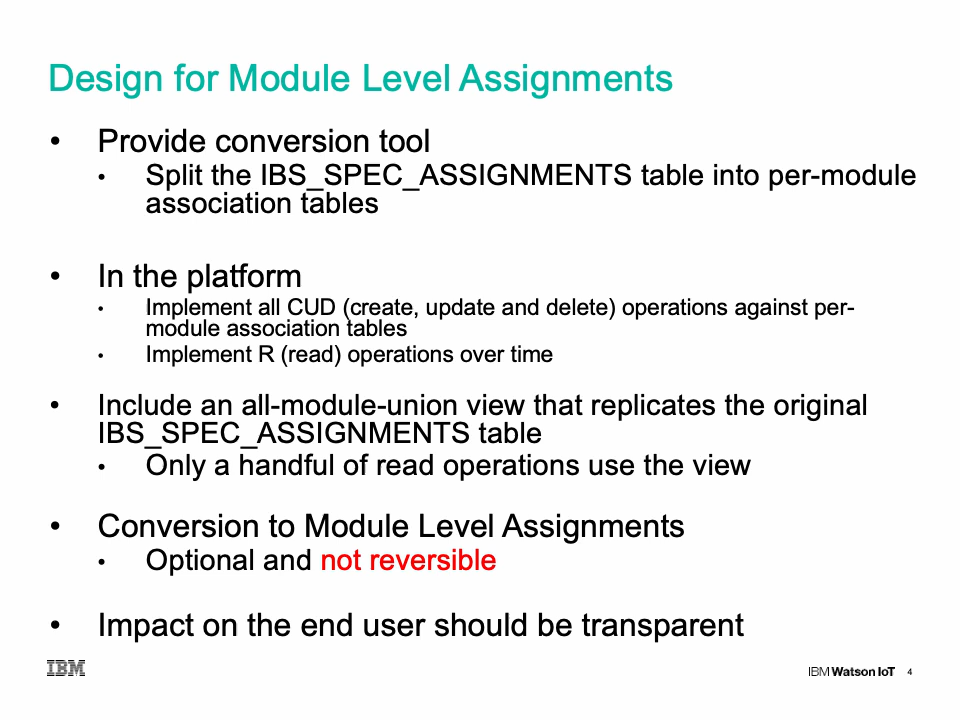 Design for Module Level Assignments
• Provide conversion tool
• Split the IBS_SPEC_ASSIGNMENTS table into per-module
association tables
• In the platform
• Implement all CUD (create, update and delete) operations against per-
module association tables
• Implement R (read) operations over time
• Include an all-module-union view that replicates the original
IBS_SPEC_ASSIGNMENTS table
• Only a handful of read operations use the view
• Conversion to Module Level Assignments
• Optional and not reversible
• Impact on the end user should be transparent
IBM
IBM Watson IoT 4